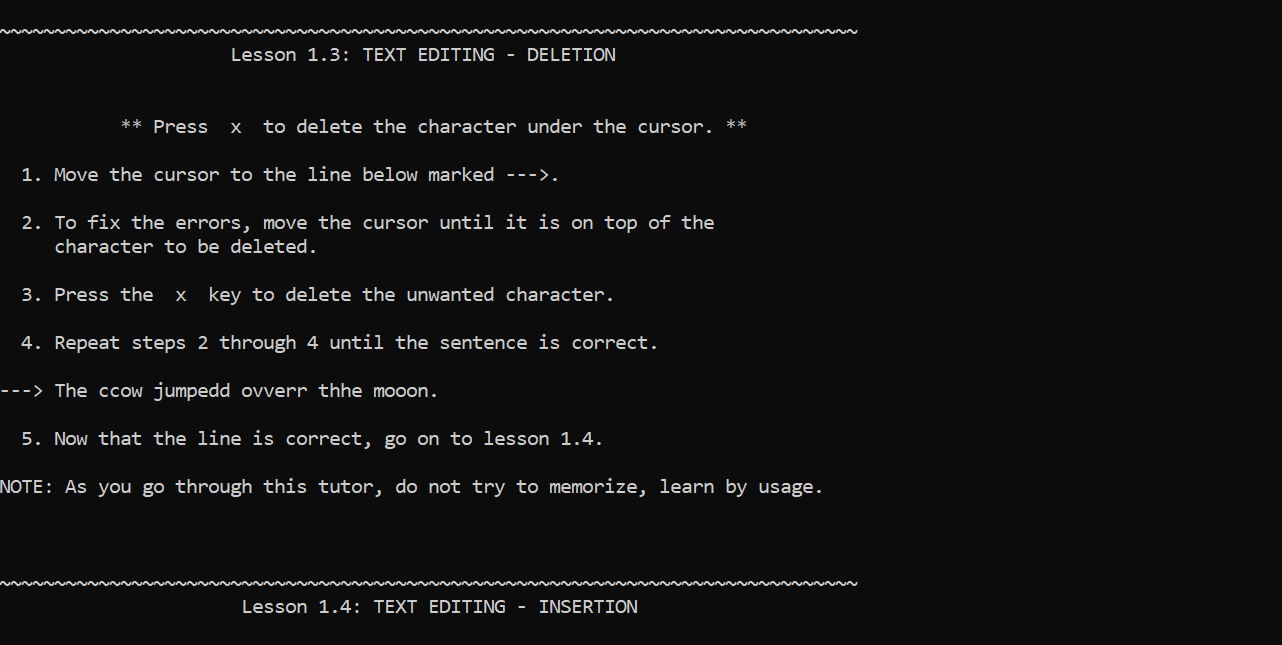 ~~~~~~~~~~~~~~~~~~~~~~~~~~~~~~~~~~~~~~~~~~~~~~~~~~~~~~~~~~~~~~~~~~~~~~~~~~~~~~
Lesson 1.3: TEXT EDITING - DELETION
** Press  x  to delete the character under the cursor. **
1. Move the cursor to the line below marked --->.
2. To fix the errors, move the cursor until it is on top of the
character to be deleted.
3. Press the  x  key to delete the unwanted character.
4. Repeat steps 2 through 4 until the sentence is correct.
---> The ccow jumpedd ovverr thhe mooon.
5. Now that the line is correct, go on to lesson 1.4.
NOTE: As you go through this tutor, do not try to memorize, learn by usage.
~~~~~~~~~~~~~~~~~~~~~~~~~~~~~~~~~~~~~~~~~~~~~~~~~~~~~~~~~~~~~~~~~~~~~~~~~~~~~~
Lesson 1.4: TEXT EDITING - INSERTION